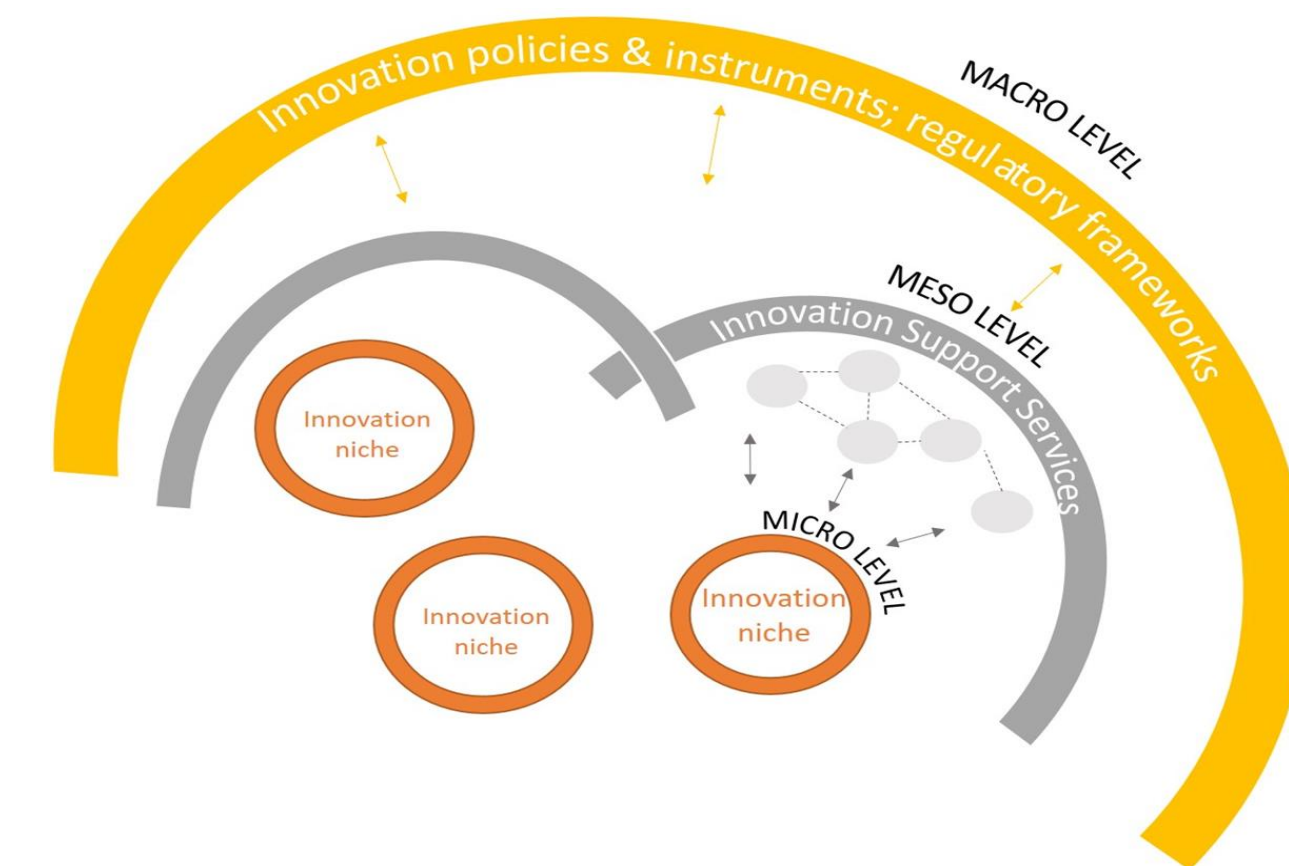 Innovation policies & instruments; regulatory frameworks
MACRO LEVEL
MESO LEVEL
Innovation Support Services
Innovation
niche
MICRO LEVEL
Innovation
niche
Innovation
niche